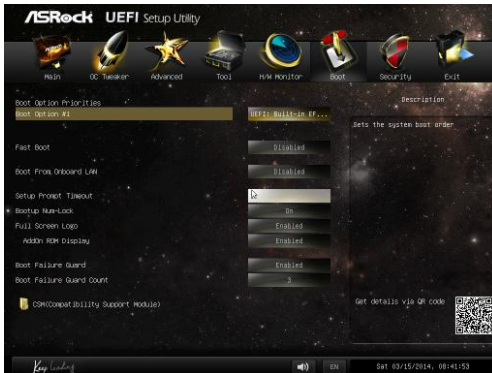 ASRock UEFI Setup Utility
Main
OC Tweaker
Advanced
Tool
H/W Monitor
Boot
Security
Exit
Boot Option Priorities
Boot Option #1 UEFI: Built-in EF...
Fast Boot Disabled
Boot From Onboard LAN Disabled
Setup Prompt Timeout
Bootup Num-Lock On
Full Screen Logo Enabled
AddOn ROM Display Enabled
Boot Failure Guard Enabled
Boot Failure Guard Count 3
CSM(Compatibility Support Module)
Description
Sets the system boot order
Get details via QR code
Keep Leading
EN
Sat 03/15/2014, 08:41:53